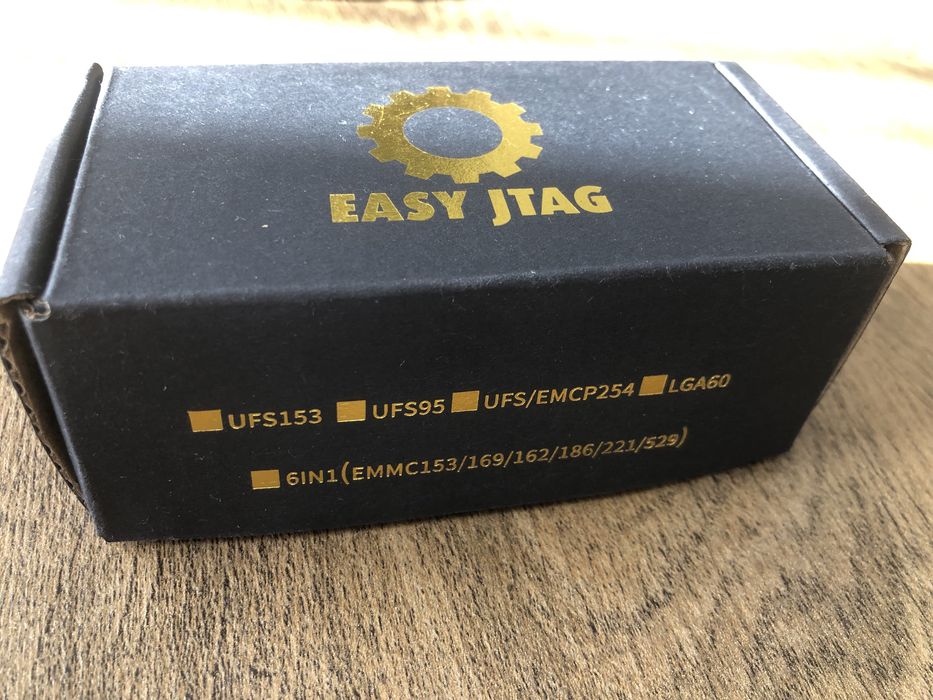 EASY JTAG
UFS153 UFS95 UFS/EMCP254 LGA60
6IN1(EMMC153/169/162/186/221/529)